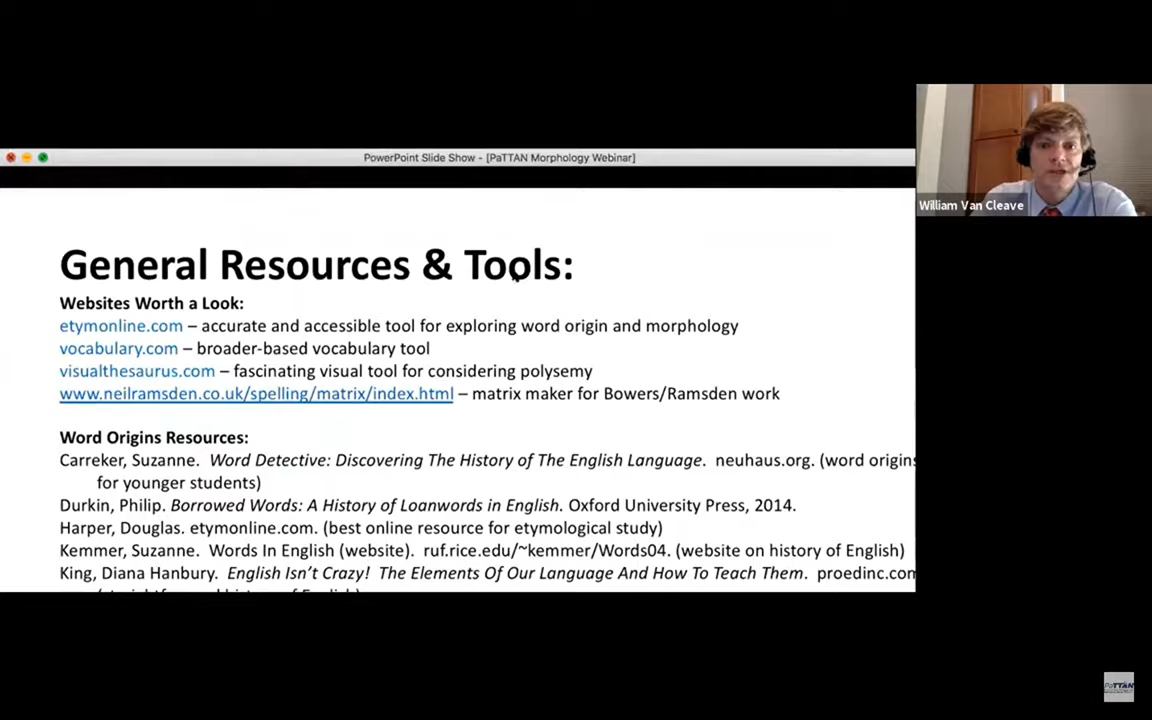 PowerPoint Slide Show - [PaTTAN Morphology Webinar]
William Van Cleave
General Resources & Tools:
Websites Worth a Look:
etymonline.com – accurate and accessible tool for exploring word origin and morphology
vocabulary.com – broader-based vocabulary tool
visualthesaurus.com – fascinating visual tool for considering polysemy
www.neilramsden.co.uk/spelling/matrix/index.html – matrix maker for Bowers/Ramsden work
Word Origins Resources:
Carreker, Suzanne. Word Detective: Discovering The History of The English Language. neuhaus.org. (word origins
for younger students)
Durkin, Philip. Borrowed Words: A History of Loanwords in English. Oxford University Press, 2014.
Harper, Douglas. etymonline.com. (best online resource for etymological study)
Kemmer, Suzanne. Words In English (website). ruf.rice.edu/~kemmer/Words04. (website on history of English)
King, Diana Hanbury. English Isn't Crazy! The Elements Of Our Language And How To Teach Them. proedinc.com
PaTTAN